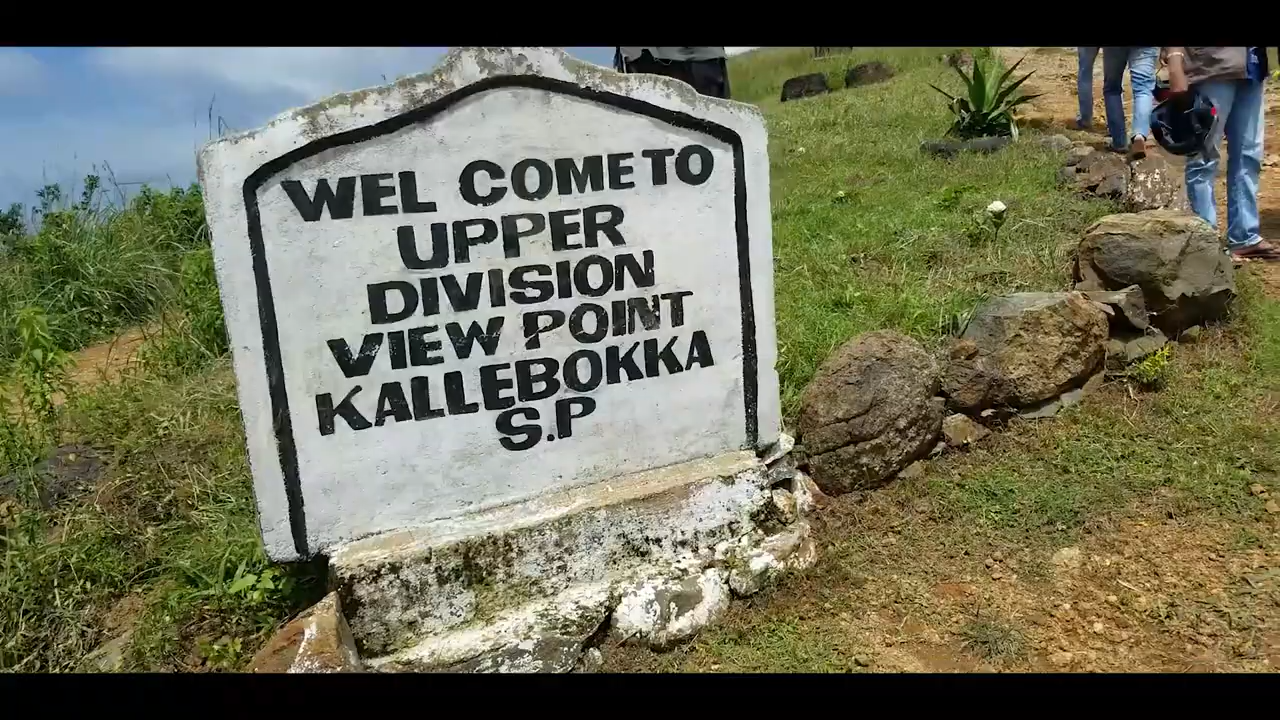 WEL COME TO
UPPER
DIVISION
VIEW POINT
KALLEBOKKA
S.P